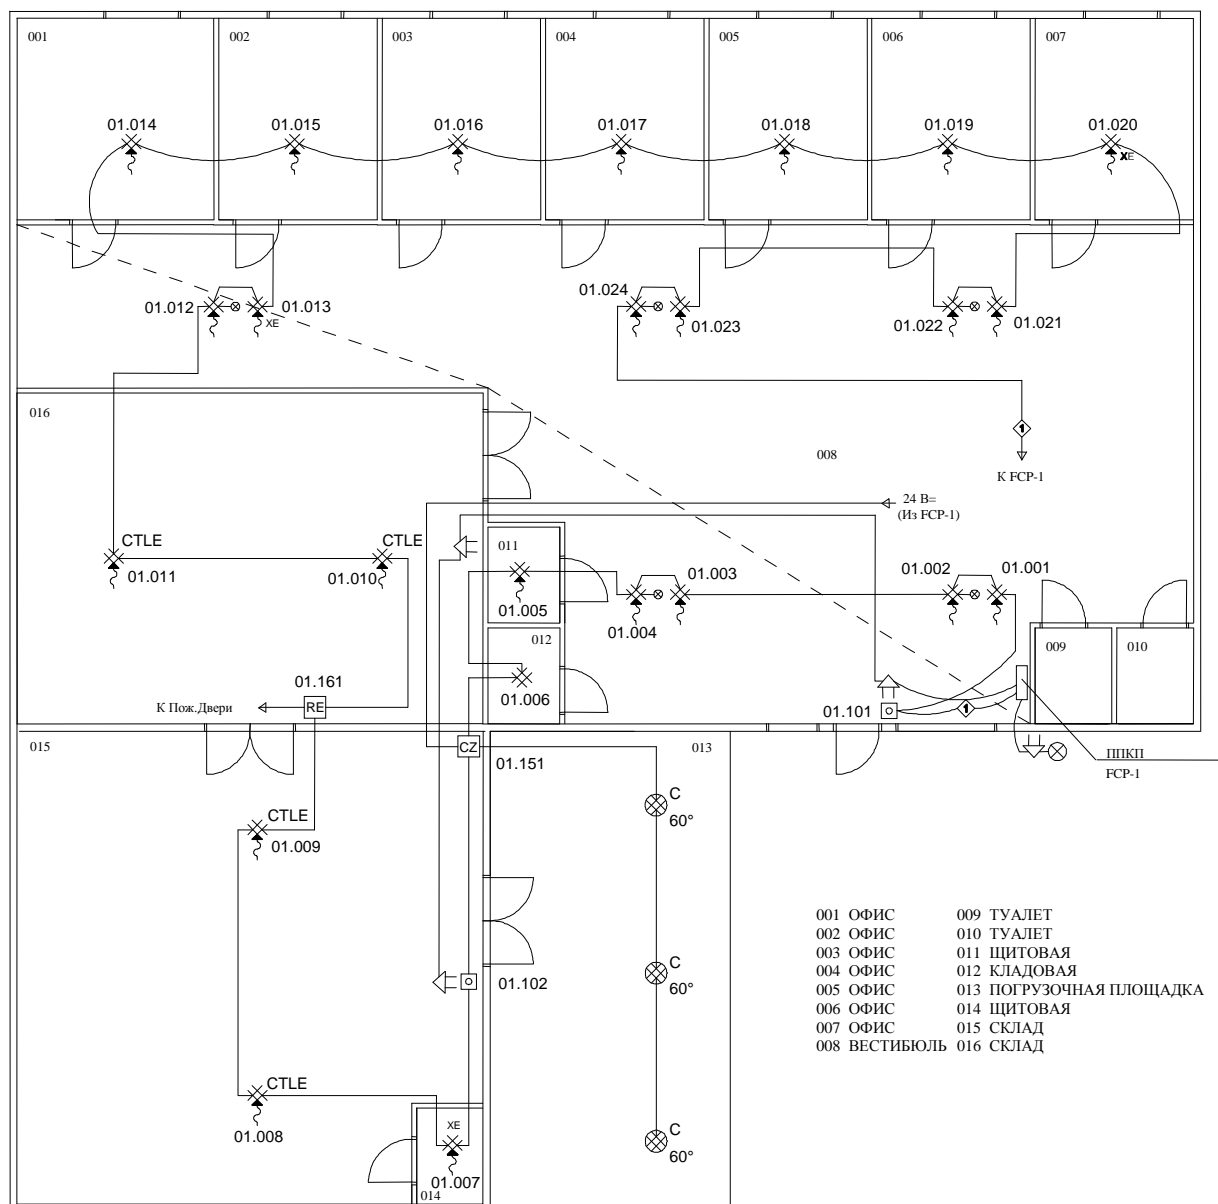 001 002 003 004 005 006 007
01.014 01.015 01.016 01.017 01.018 01.019 01.020
XE
01.012 01.013 01.024 01.023 01.022 01.021
XE
016
1
008
К FCP-1
24 В=
(Из FCP-1)
CTLE CTLE 011
01.011 01.010 01.005 01.003 01.002 01.001
01.004
012 009 010
01.161 01.006
К Пож.Двери RE 01.101 1
015 CZ 013
01.151
ППКП
FCP-1
C
60°
CTLE
01.009
C
60°
01.102
CTLE
01.008
XE
C
60°
01.007
014
001 ОФИС 009 ТУАЛЕТ
002 ОФИС 010 ТУАЛЕТ
003 ОФИС 011 ЩИТОВАЯ
004 ОФИС 012 КЛАДОВАЯ
005 ОФИС 013 ПОГРУЗОЧНАЯ ПЛОЩАДКА
006 ОФИС 014 ЩИТОВАЯ
007 ОФИС 015 СКЛАД
008 ВЕСТИБЮЛЬ 016 СКЛАД